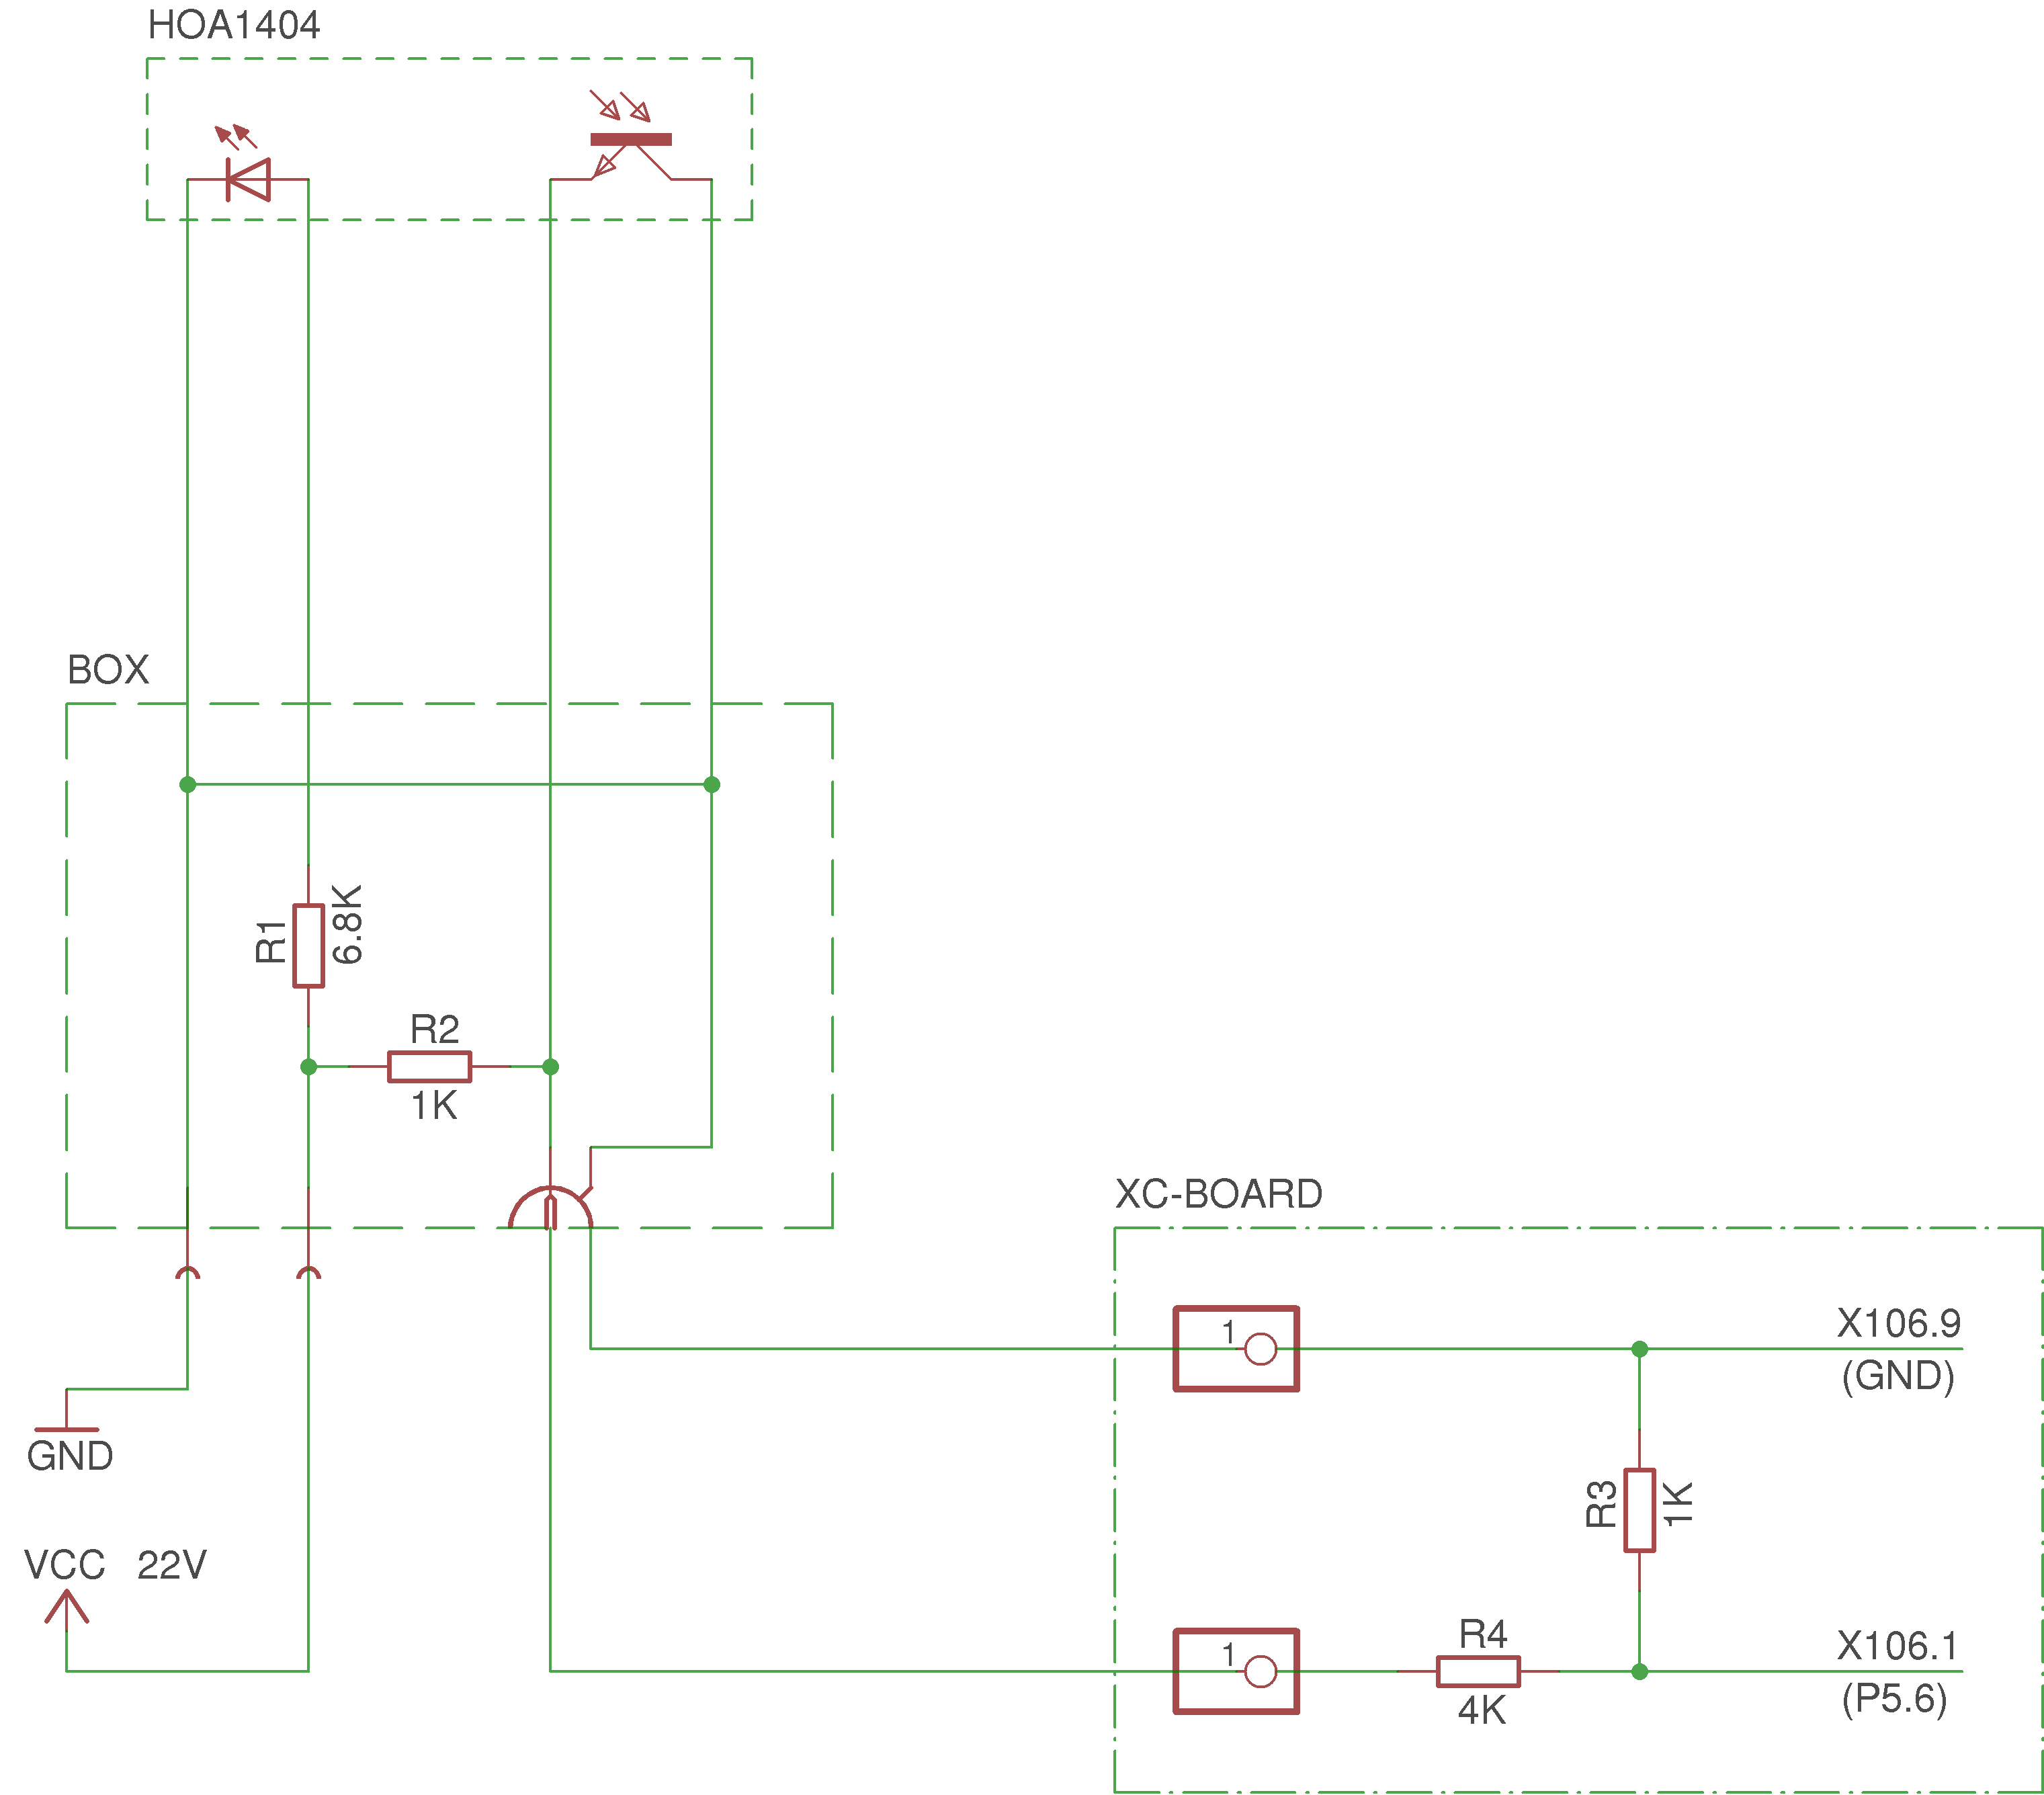 HOA1404
BOX
R1
6.8K
R2
1K
XC-BOARD
1
X106.9
(GND)
GND
R3
1K
VCC 22V
1
R4
4K
X106.1
(P5.6)